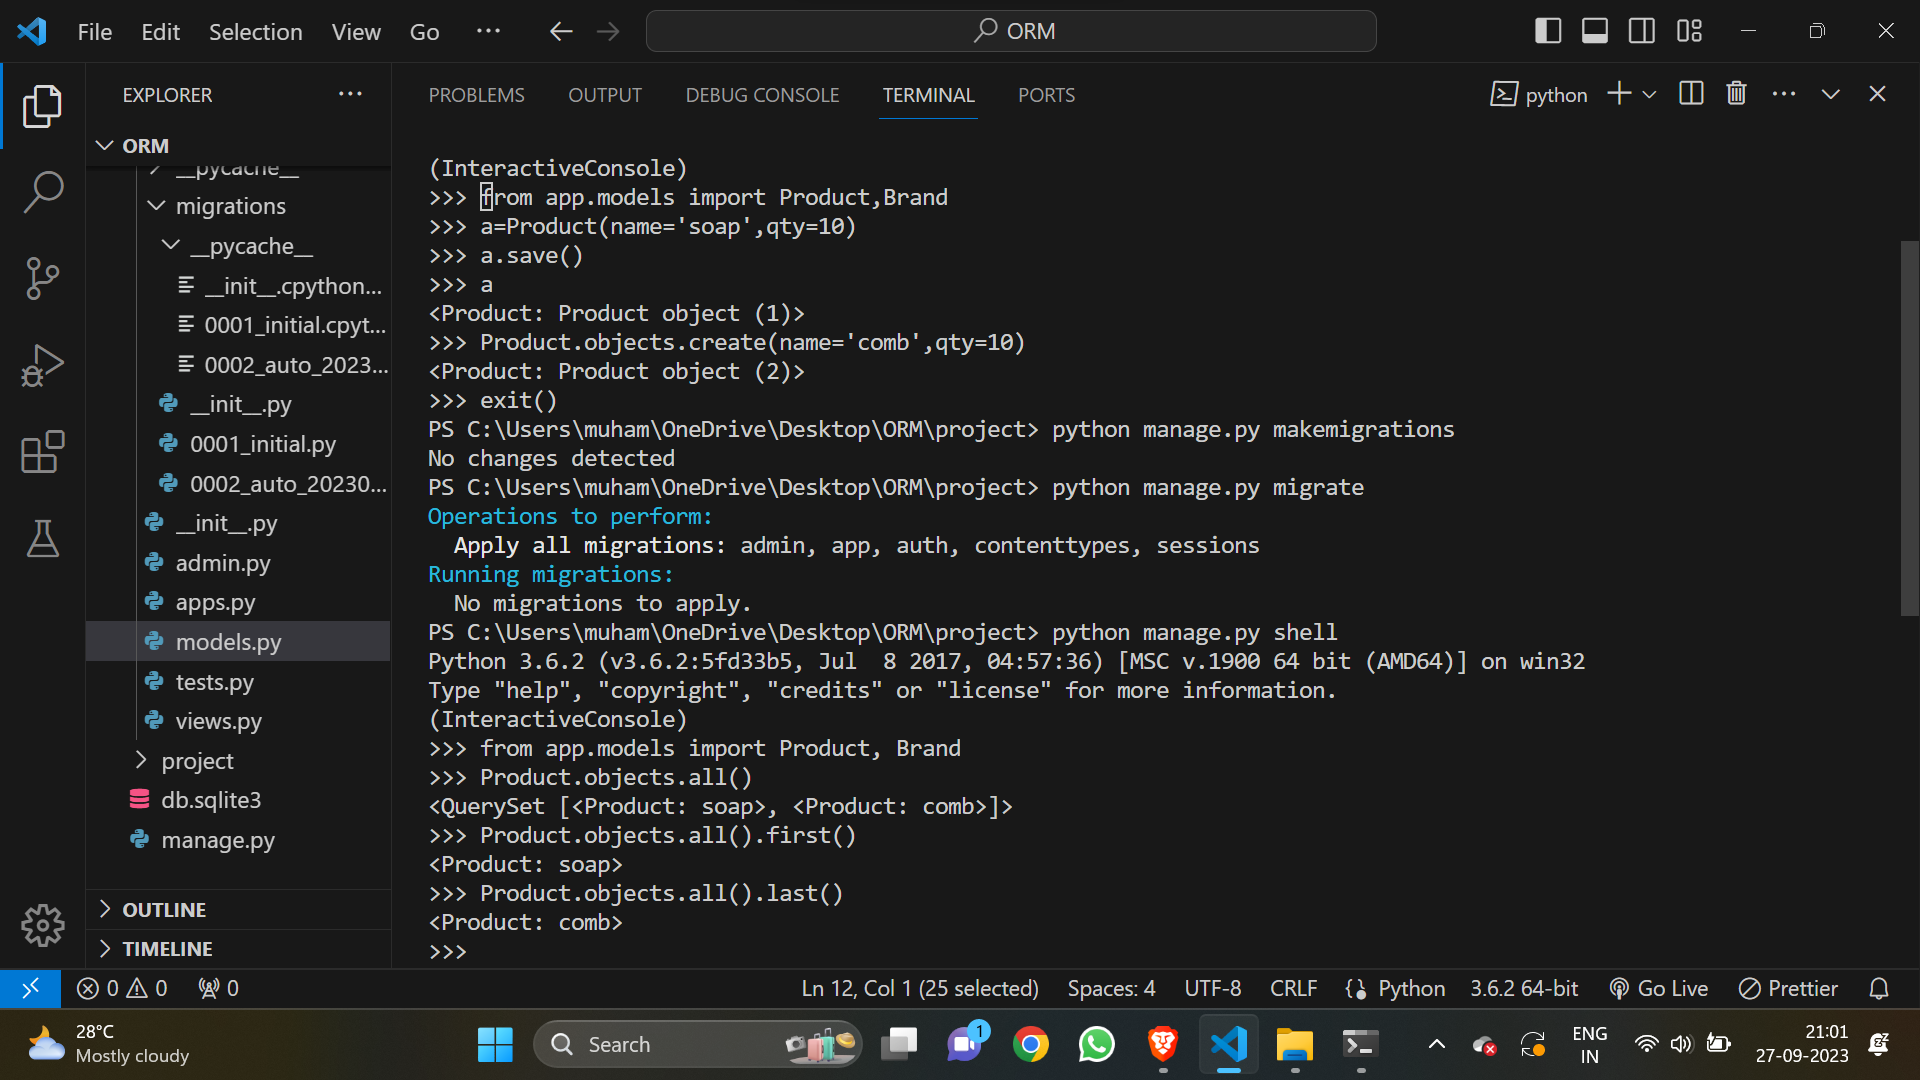 File Edit Selection View Go ··· ORM
EXPLORER ···
ORM
__pycache__
migrations
__pycache__
__init__.cpython...
0001_initial.cpyt...
0002_auto_2023...
__init__.py
0001_initial.py
0002_auto_20230...
__init__.py
admin.py
apps.py
models.py
tests.py
views.py
project
db.sqlite3
manage.py
OUTLINE
TIMELINE
PROBLEMS OUTPUT DEBUG CONSOLE TERMINAL PORTS python ···
(InteractiveConsole)
>>> from app.models import Product,Brand
>>> a=Product(name='soap',qty=10)
>>> a.save()
>>> a
<Product: Product object (1)>
>>> Product.objects.create(name='comb',qty=10)
<Product: Product object (2)>
>>> exit()
PS C:\Users\muham\OneDrive\Desktop\ORM\project> python manage.py makemigrations
No changes detected
PS C:\Users\muham\OneDrive\Desktop\ORM\project> python manage.py migrate
Operations to perform:
  Apply all migrations: admin, app, auth, contenttypes, sessions
Running migrations:
  No migrations to apply.
PS C:\Users\muham\OneDrive\Desktop\ORM\project> python manage.py shell
Python 3.6.2 (v3.6.2:5fd33b5, Jul  8 2017, 04:57:36) [MSC v.1900 64 bit (AMD64)] on win32
Type "help", "copyright", "credits" or "license" for more information.
(InteractiveConsole)
>>> from app.models import Product, Brand
>>> Product.objects.all()
<QuerySet [<Product: soap>, <Product: comb>]>
>>> Product.objects.all().first()
<Product: soap>
>>> Product.objects.all().last()
<Product: comb>
>>>
0 0 0 Ln 12, Col 1 (25 selected) Spaces: 4 UTF-8 CRLF Python 3.6.2 64-bit Go Live Prettier
28°C
Mostly cloudy
Search
1
ENG
IN
21:01
27-09-2023